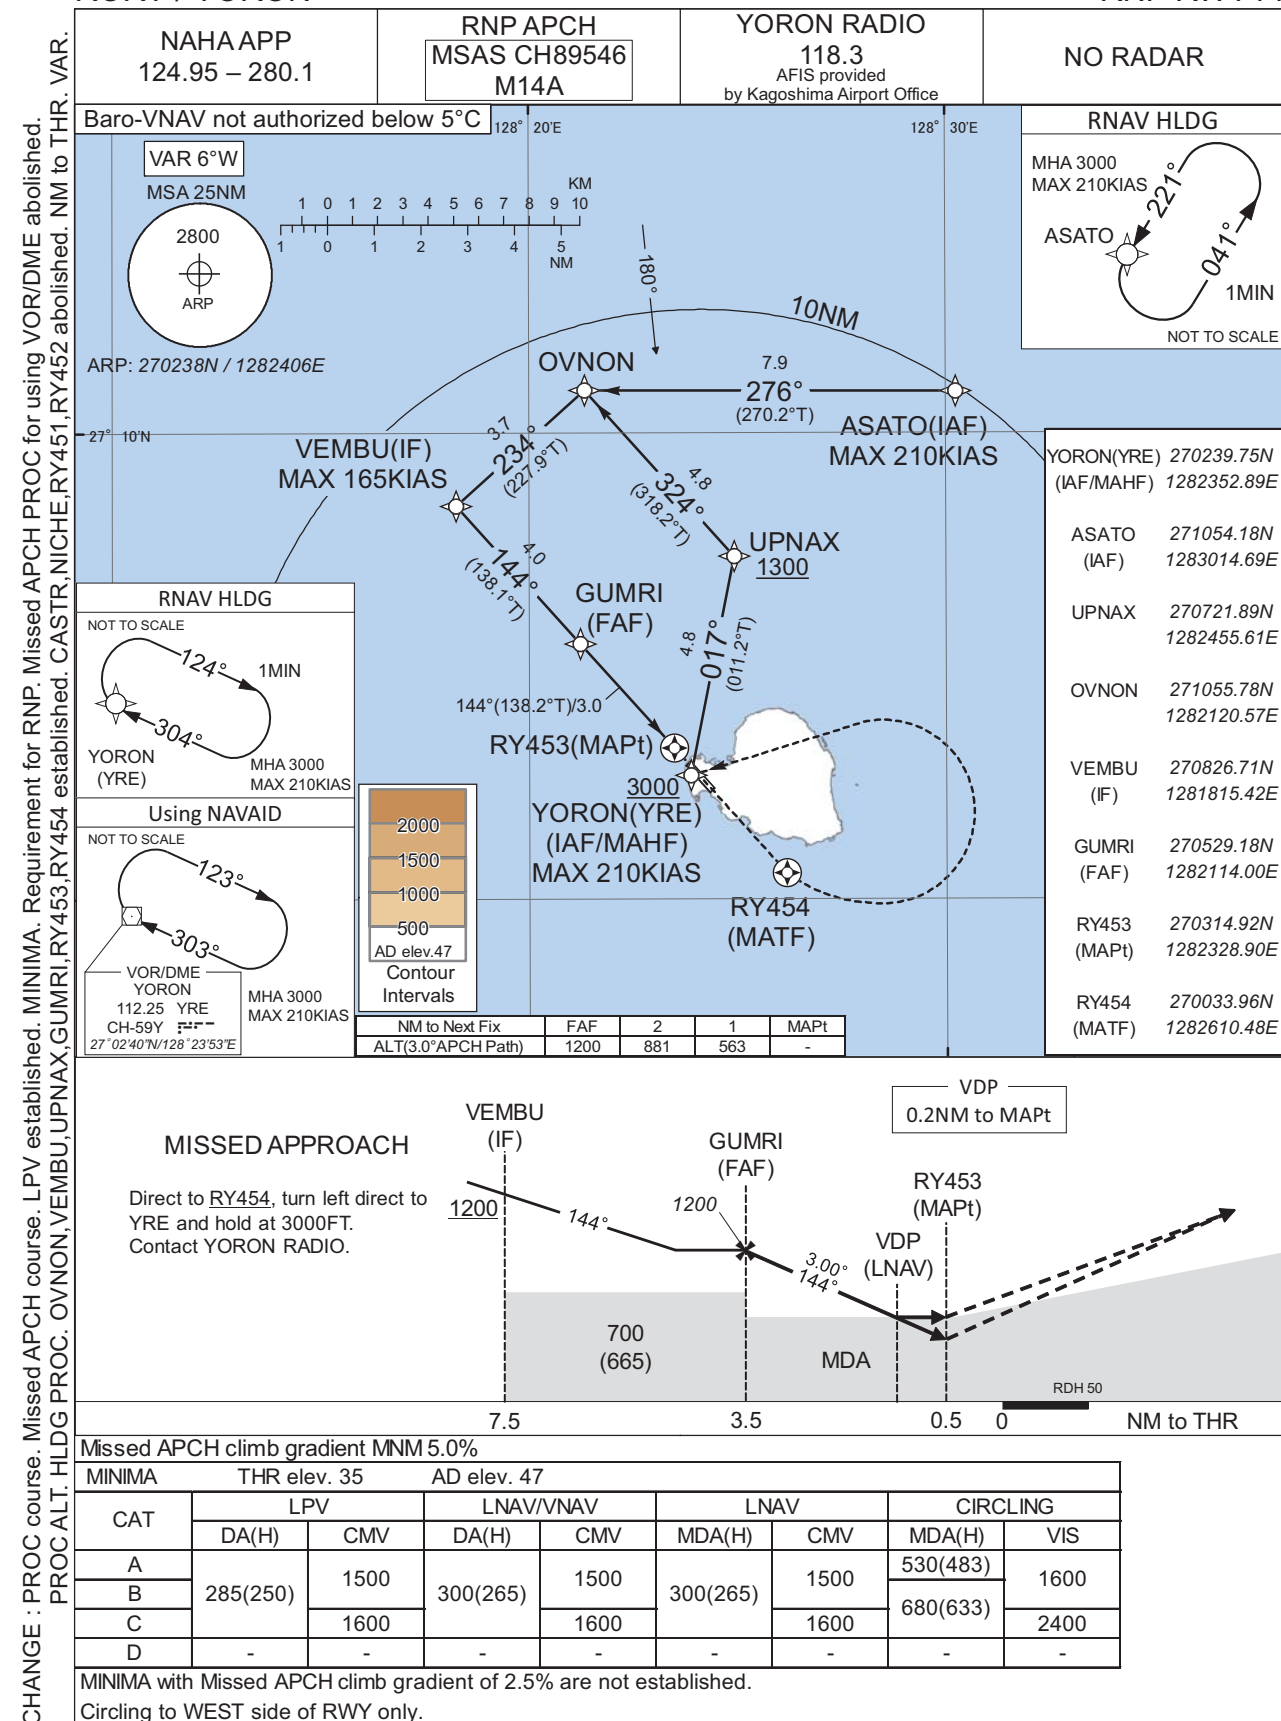 NAHA APP
124.95 – 280.1
RNP APCH
MSAS CH89546
M14A
YORON RADIO
118.3
AFIS provided
by Kagoshima Airport Office
NO RADAR
Baro-VNAV not authorized below 5°C
128° 20'E
128° 30'E
VAR 6°W
MSA 25NM
2800
ARP
KM
1 0 1 2 3 4 5 6 7 8 9 10
1 0 1 2 3 4 5
NM
ARP: 270238N / 1282406E
180°
10NM
RNAV HLDG
MHA 3000
MAX 210KIAS
ASATO
221°
041°
1MIN
NOT TO SCALE
OVNON
7.9
276°
(270.2°T)
ASATO(IAF)
MAX 210KIAS
27° 10'N
VEMBU(IF)
MAX 165KIAS
3.7
234°
(227.9°T)
4.8
324°
(318.2°T)
UPNAX
1300
4.0
144°
(138.1°T)
GUMRI
(FAF)
4.8
017°
(011.2°T)
144°(138.2°T)/3.0
RY453(MAPt)
3000
YORON(YRE)
(IAF/MAHF)
MAX 210KIAS
RY454
(MATF)
RNAV HLDG
NOT TO SCALE
124°
1MIN
304°
YORON
(YRE)
MHA 3000
MAX 210KIAS
Using NAVAID
NOT TO SCALE
123°
303°
VOR/DME
YORON
112.25 YRE
CH-59Y
27°02'40"N/128°23'53"E
MHA 3000
MAX 210KIAS
2000
1500
1000
500
AD elev.47
Contour
Intervals
YORON(YRE) 270239.75N
(IAF/MAHF) 1282352.89E
ASATO 271054.18N
(IAF) 1283014.69E
UPNAX 270721.89N
1282455.61E
OVNON 271055.78N
1282120.57E
VEMBU 270826.71N
(IF) 1281815.42E
GUMRI 270529.18N
(FAF) 1282114.00E
RY453 270314.92N
(MAPt) 1282328.90E
RY454 270033.96N
(MATF) 1282610.48E
NM to Next Fix FAF 2 1 MAPt
ALT(3.0°APCH Path) 1200 881 563 -
MISSED APPROACH
Direct to RY454, turn left direct to
YRE and hold at 3000FT.
Contact YORON RADIO.
VEMBU
(IF)
1200
144°
GUMRI
(FAF)
1200
3.00°
144°
VDP
0.2NM to MAPt
VDP
(LNAV)
RY453
(MAPt)
700
(665)
MDA
RDH 50
7.5 3.5 0.5 0 NM to THR
Missed APCH climb gradient MNM 5.0%
MINIMA THR elev. 35 AD elev. 47
CAT LPV LNAV/VNAV LNAV CIRCLING
DA(H) CMV DA(H) CMV MDA(H) CMV MDA(H) VIS
A 285(250) 1500 300(265) 1500 300(265) 1500 530(483) 1600
B 680(633)
C 1600 1600 1600 2400
D - - - - - - - -
MINIMA with Missed APCH climb gradient of 2.5% are not established.
Circling to WEST side of RWY only.
CHANGE : PROC course. Missed APCH course. LPV established. MINIMA. Requirement for RNP. Missed APCH PROC for using VOR/DME abolished.
PROC ALT. HLDG PROC. OVNON,VEMBU,UPNAX,GUMRI,RY453,RY454 established. CASTR,NICHE,RY451,RY452 abolished. NM to THR. VAR.